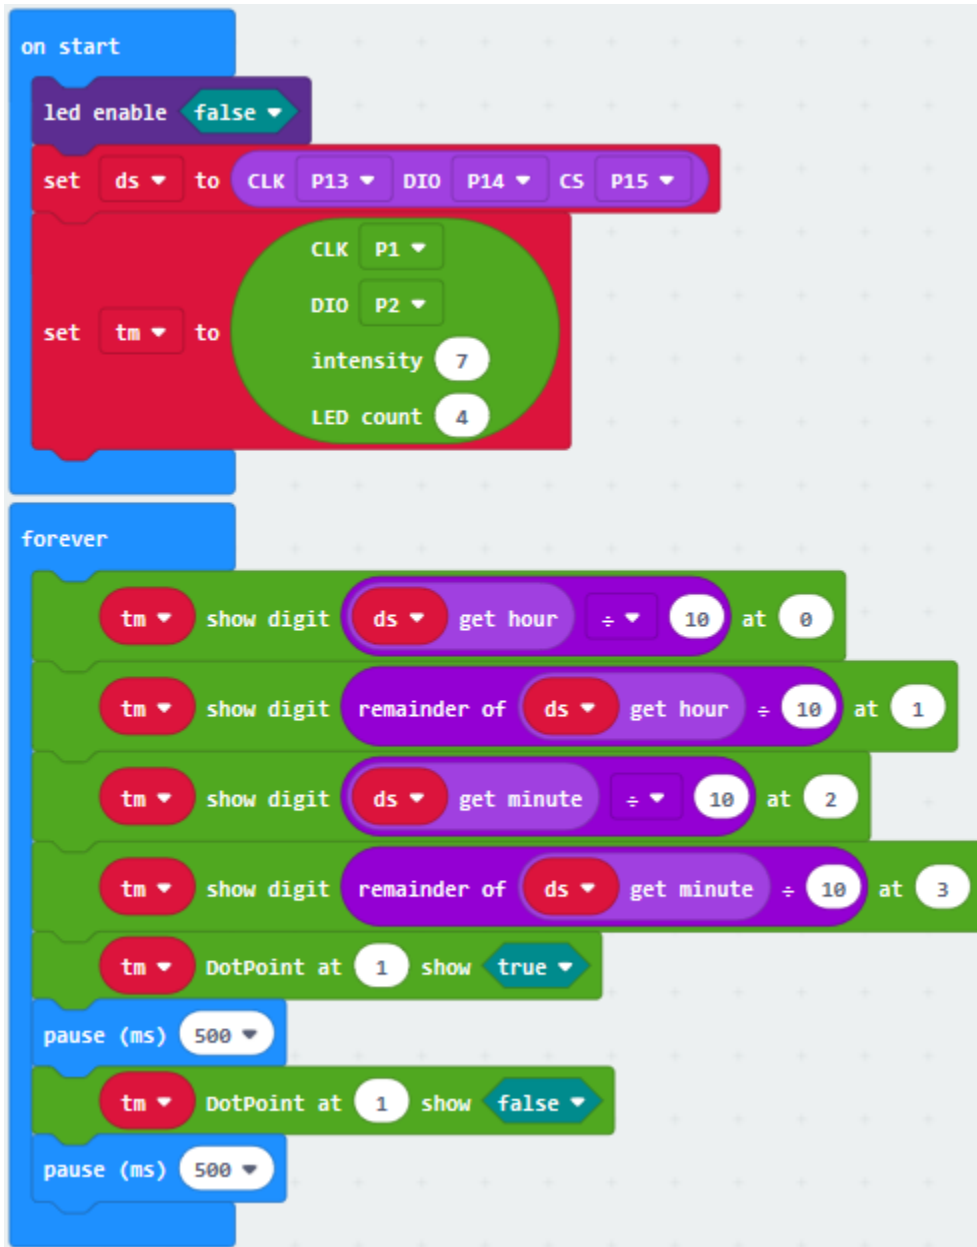 on start
led enable false
set ds to CLK P13 DIO P14 CS P15
set tm to
CLK P1
DIO P2
intensity 7
LED count 4
forever
tm show digit ds get hour ÷ 10 at 0
tm show digit remainder of ds get hour ÷ 10 at 1
tm show digit ds get minute ÷ 10 at 2
tm show digit remainder of ds get minute ÷ 10 at 3
tm DotPoint at 1 show true
pause (ms) 500
tm DotPoint at 1 show false
pause (ms) 500